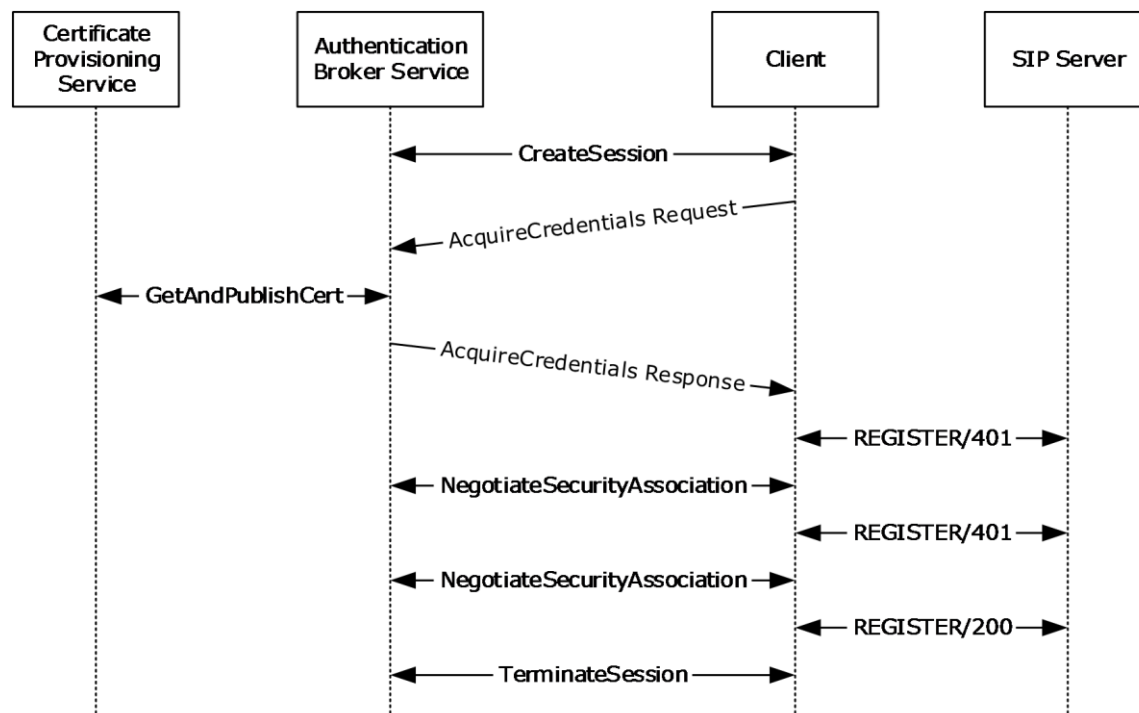 Certificate
Provisioning
Service
Authentication
Broker Service
Client
SIP Server
CreateSession
AcquireCredentials Request
GetAndPublishCert
AcquireCredentials Response
REGISTER/401
NegotiateSecurityAssociation
REGISTER/401
NegotiateSecurityAssociation
REGISTER/200
TerminateSession